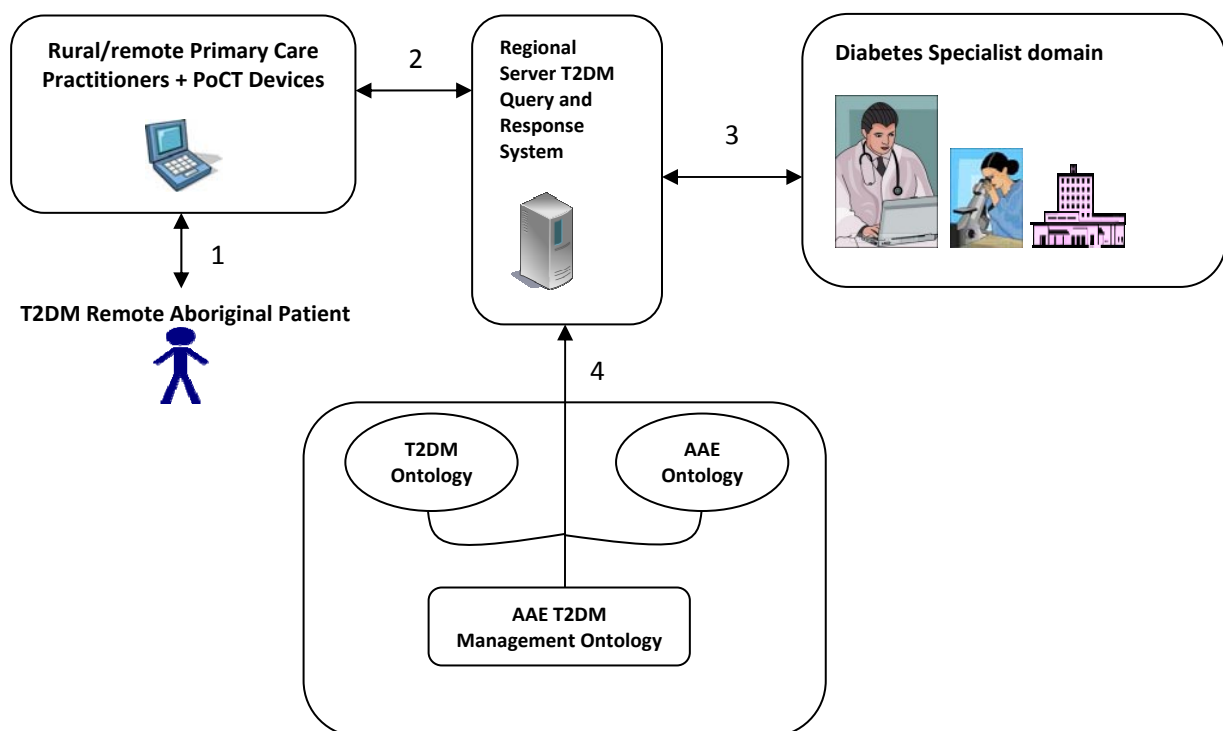 Rural/remote Primary Care
Practitioners + PoCT Devices
2
Regional
Server T2DM
Query and
Response
System
3
Diabetes Specialist domain
1
T2DM Remote Aboriginal Patient
4
T2DM
Ontology
AAE
Ontology
AAE T2DM
Management Ontology